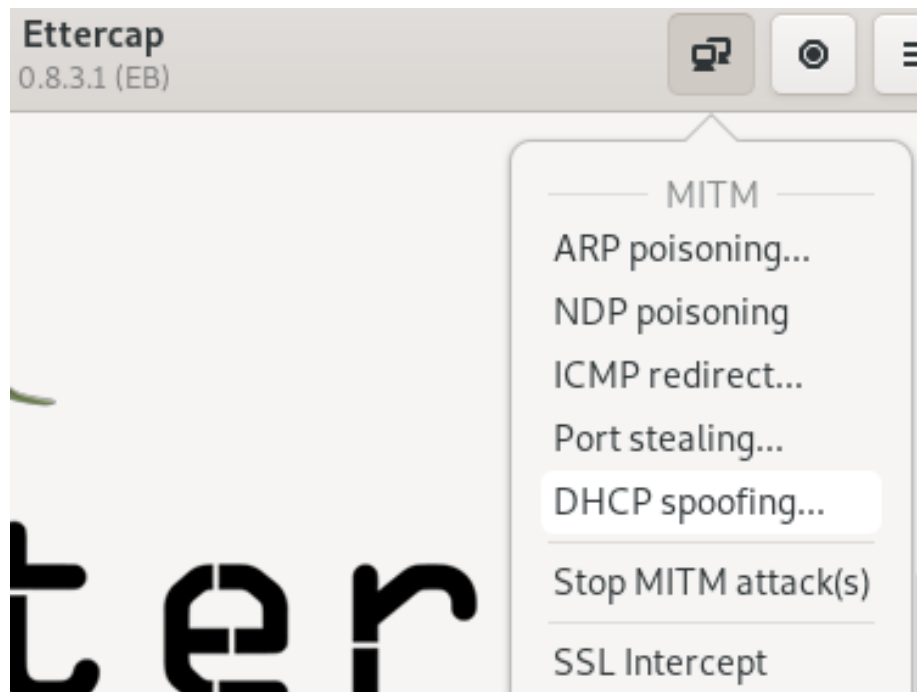 Ettercap
0.8.3.1 (EB)
MITM
ARP poisoning...
NDP poisoning
ICMP redirect...
Port stealing...
DHCP spoofing...
Stop MITM attack(s)
SSL Intercept
ter